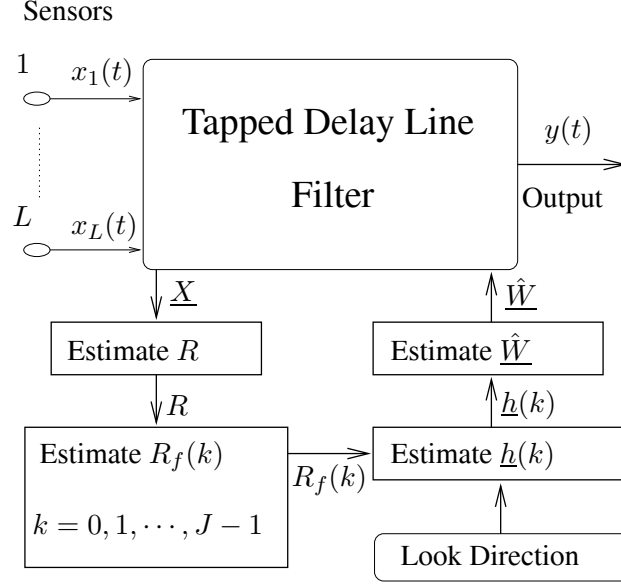 Sensors
1
x₁(t)
Tapped Delay Line
Filter
y(t)
Output
L
x_L(t)
X̲
Ŵ̲
Estimate R
Estimate Ŵ̲
R
h̲(k)
Estimate R_f(k)
k = 0, 1, ⋯, J − 1
R_f(k)
Estimate h̲(k)
Look Direction